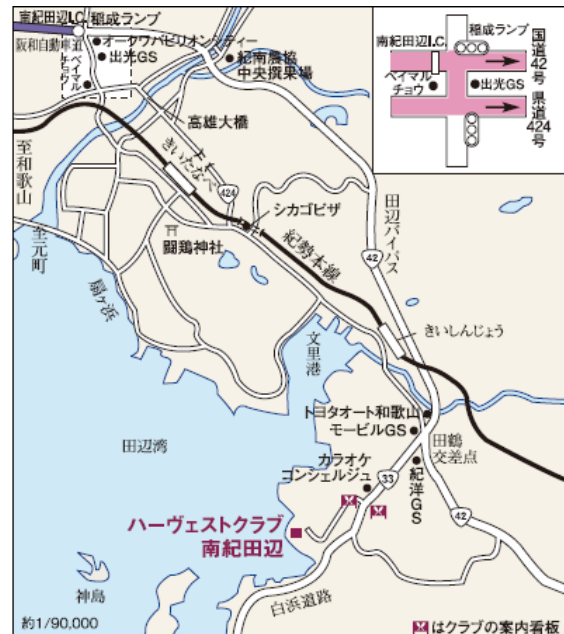 南紀田辺I.C.
稲成ランプ
阪和自動車道
オークワパビリオンシティー
出光GS
ペイマルチョウ
紀南農協
中央撰果場
高雄大橋
至和歌山
きいたなべ
424
シカゴピザ
至元町
闘鶏神社
紀勢本線
田辺バイパス
42
扇ヶ浜
文里港
きいしんじょう
田辺湾
トヨタオート和歌山
モービルGS
田鶴
交差点
カラオケ
コンシェルジュ
33
紀洋GS
42
ハーヴェストクラブ
南紀田辺
白浜道路
神島
約1/90,000
はクラブの案内看板
稲成ランプ
南紀田辺I.C.
国道42号
ペイマル
チョウ
出光GS
県道424号